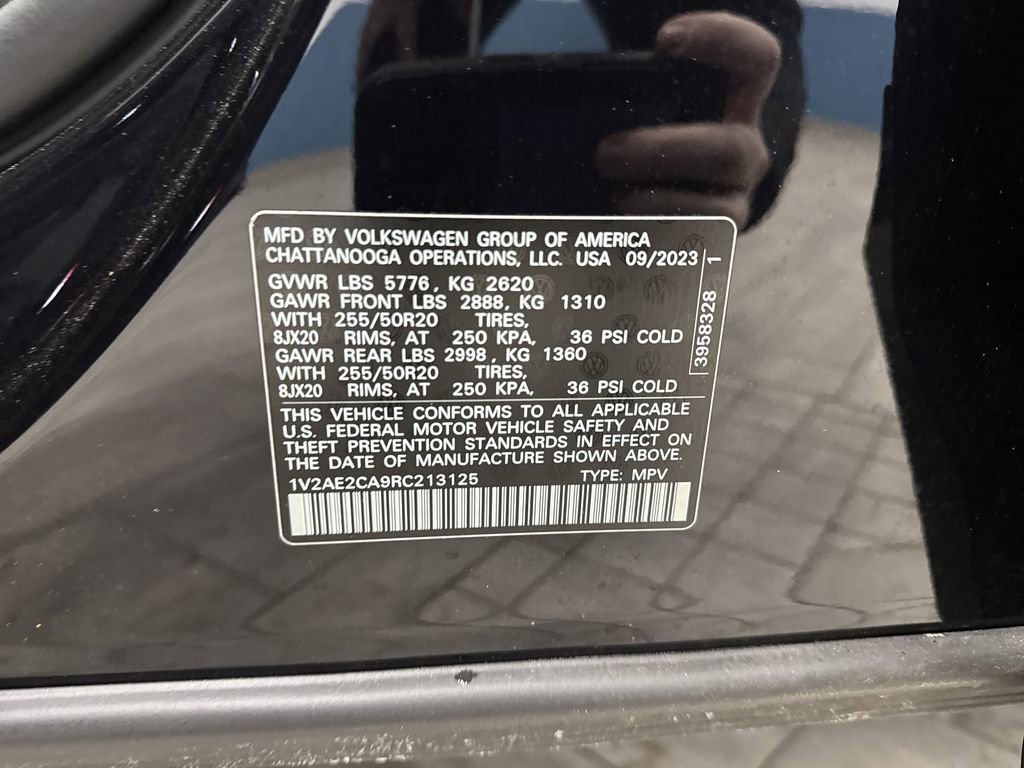 MFD BY VOLKSWAGEN GROUP OF AMERICA
CHATTANOOGA OPERATIONS, LLC. USA 09/2023
GVWR LBS 5776, KG 2620
GAWR FRONT LBS 2888, KG 1310
WITH 255/50R20 TIRES,
8JX20 RIMS, AT 250 KPA, 36 PSI COLD
GAWR REAR LBS 2998, KG 1360
WITH 255/50R20 TIRES,
8JX20 RIMS, AT 250 KPA, 36 PSI COLD
THIS VEHICLE CONFORMS TO ALL APPLICABLE
U.S. FEDERAL MOTOR VEHICLE SAFETY AND
THEFT PREVENTION STANDARDS IN EFFECT ON
THE DATE OF MANUFACTURE SHOWN ABOVE.
1V2AE2CA9RC213125 TYPE: MPV
3958328 1